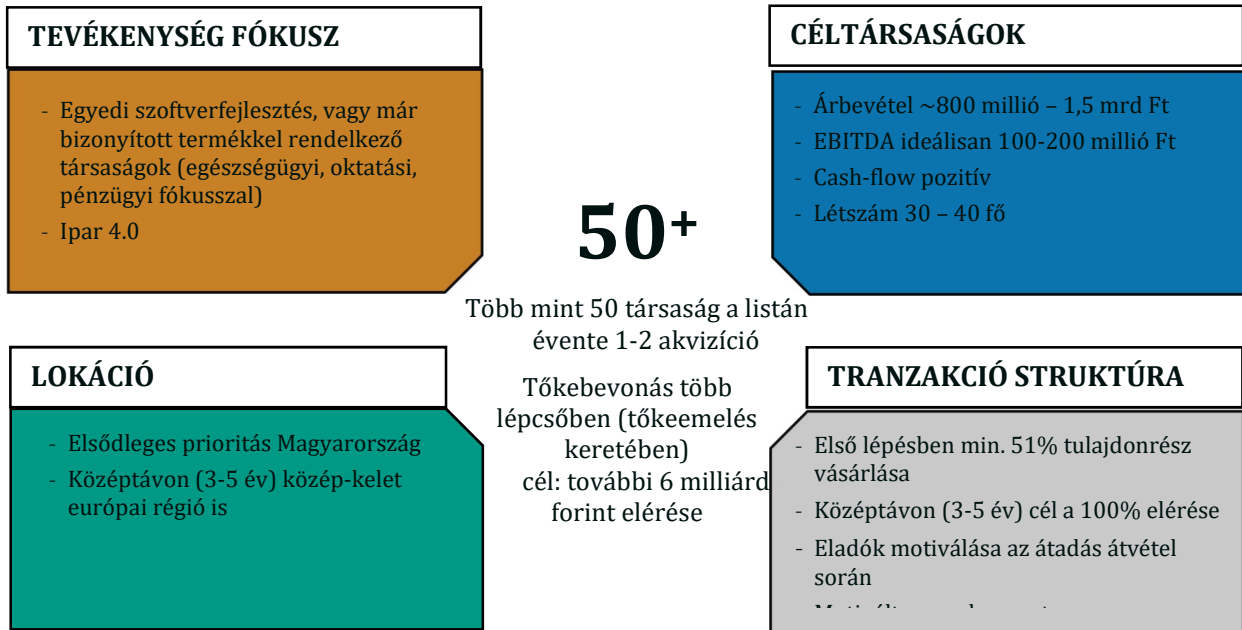 TEVÉKENYSÉG FÓKUSZ
- Egyedi szoftverfejlesztés, vagy már
bizonyított termékkel rendelkező
társaságok (egészségügyi, oktatási,
pénzügyi fókusszal)
- Ipar 4.0
CÉLTÁRSASÁGOK
- Árbevétel ~800 millió – 1,5 mrd Ft
- EBITDA ideálisan 100-200 millió Ft
- Cash-flow pozitív
- Létszám 30 – 40 fő
50+
Több mint 50 társaság a listán
évente 1-2 akvizíció
Tőkebevonás több
lépcsőben (tőkeemelés
keretében)
cél: további 6 milliárd
forint elérése
LOKÁCIÓ
- Elsődleges prioritás Magyarország
- Középtávon (3-5 év) közép-kelet
európai régió is
TRANZAKCIÓ STRUKTÚRA
- Első lépésben min. 51% tulajdonrész
vásárlása
- Középtávon (3-5 év) cél a 100% elérése
- Eladók motiválása az átadás átvétel
során